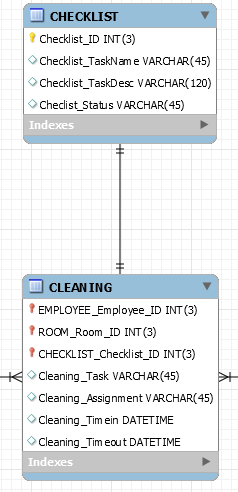 CHECKLIST
Checklist_ID INT(3)
Checklist_TaskName VARCHAR(45)
Checklist_TaskDesc VARCHAR(120)
Checlist_Status VARCHAR(45)
Indexes
CLEANING
EMPLOYEE_Employee_ID INT(3)
ROOM_Room_ID INT(3)
CHECKLIST_Checklist_ID INT(3)
Cleaning_Task VARCHAR(45)
Cleaning_Assignment VARCHAR(45)
Cleaning_Timein DATETIME
Cleaning_Timeout DATETIME
Indexes